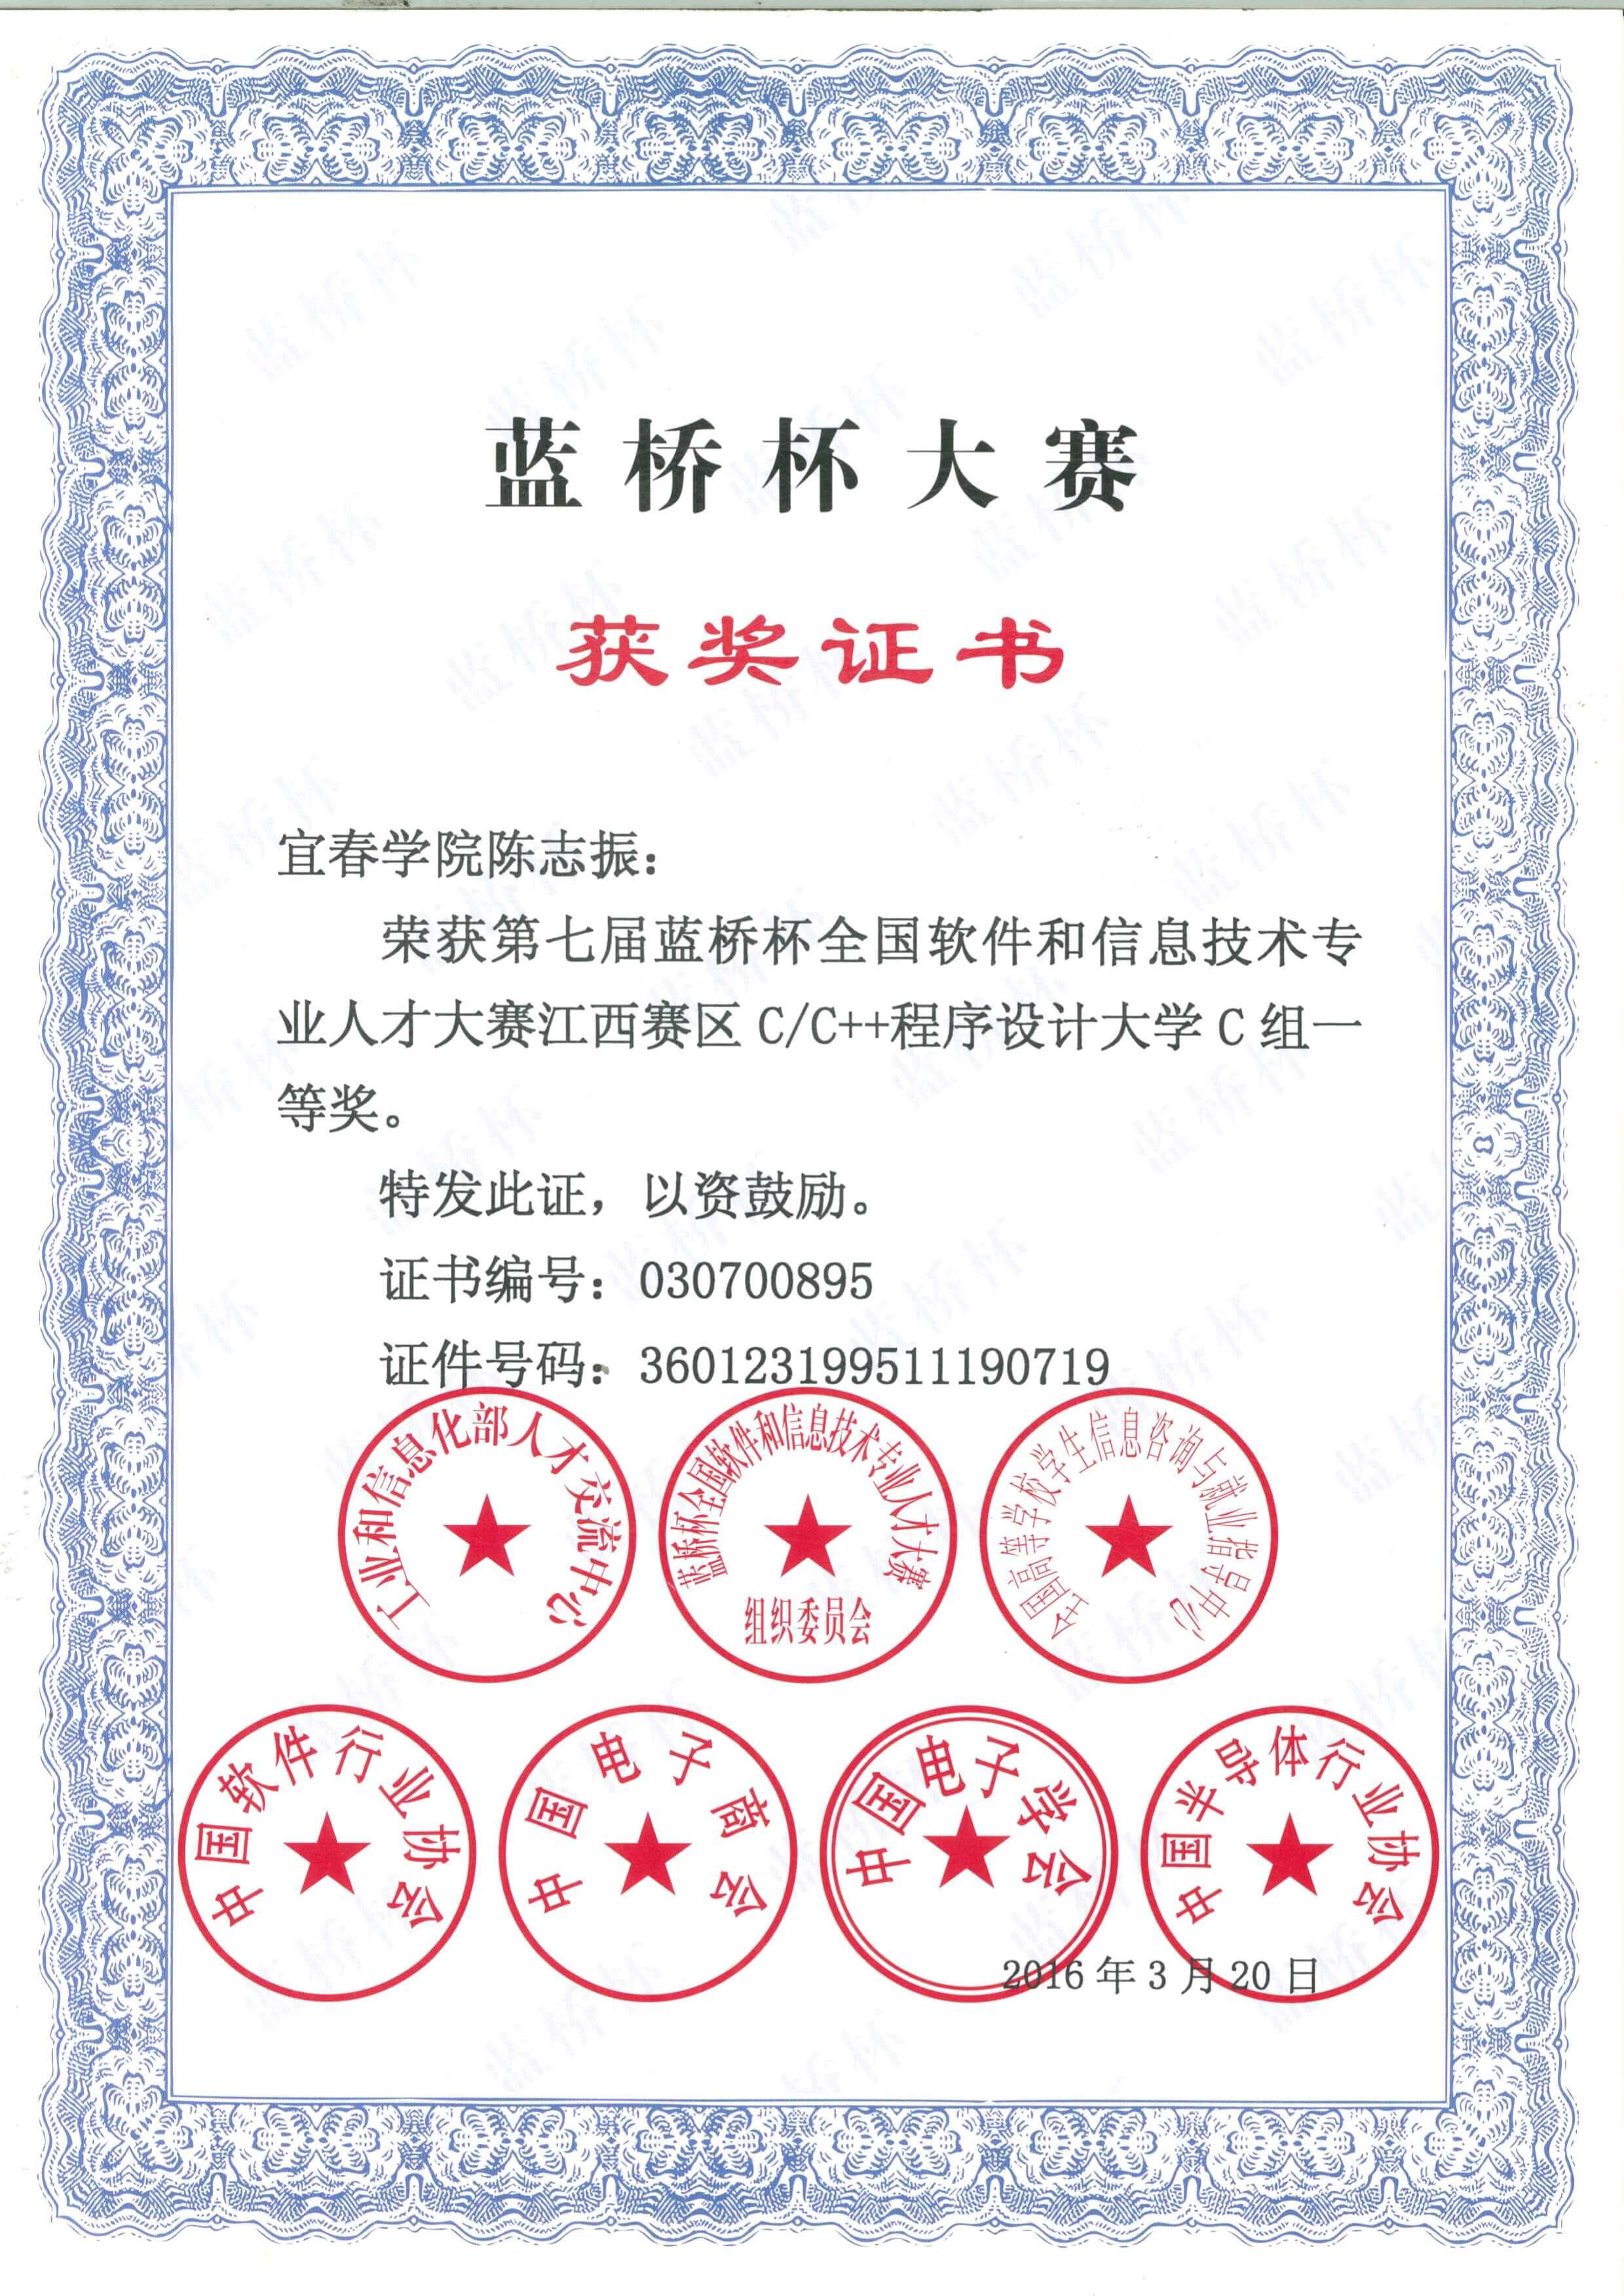 蓝桥杯大赛
获奖证书
宜春学院陈志振：
荣获第七届蓝桥杯全国软件和信息技术专
业人才大赛江西赛区 C/C++程序设计大学 C 组一
等奖。
特发此证，以资鼓励。
证书编号：030700895
证件号码：360123199511190719
工业和信息化部人才交流中心
蓝桥杯全国软件和信息技术专业人才大赛
组织委员会
全国高等学校学生信息咨询与就业指导中心
中国软件行业协会
中国电子商会
中国电子学会
中国半导体行业协会
2016 年 3 月 20 日